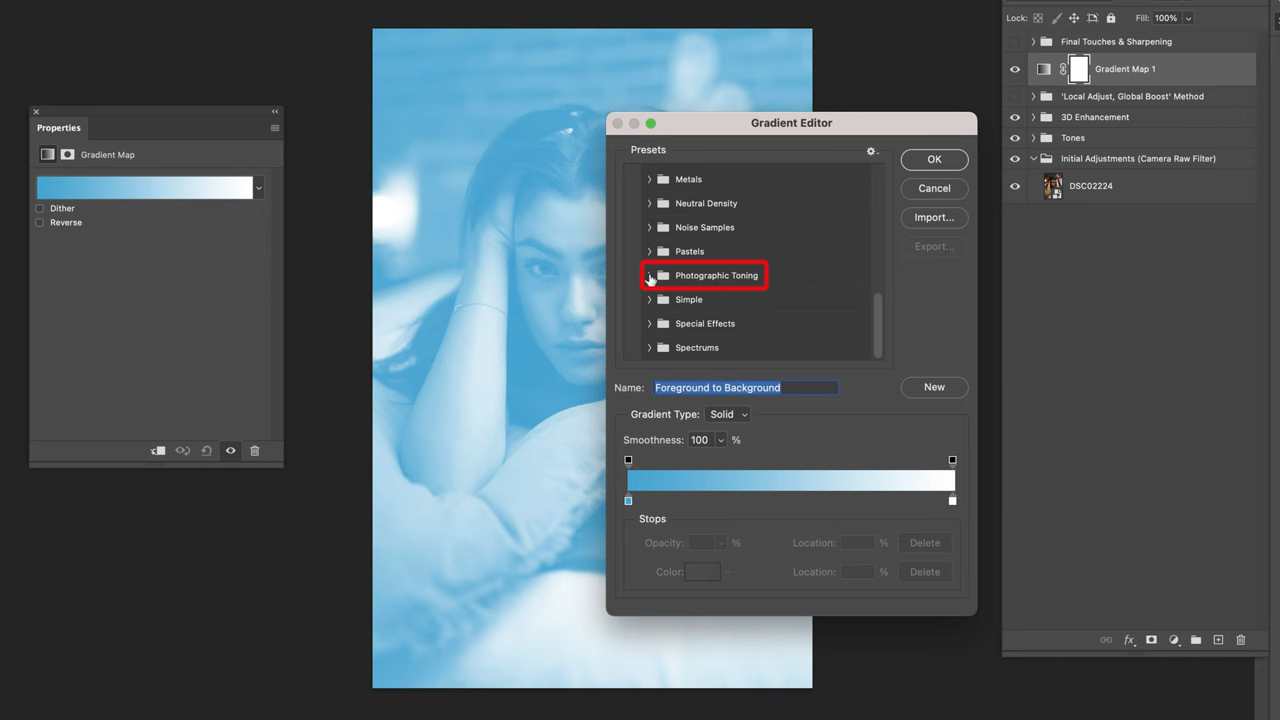 Lock:
Fill: 100%
Final Touches & Sharpening
Gradient Map 1
'Local Adjust, Global Boost' Method
3D Enhancement
Tones
Initial Adjustments (Camera Raw Filter)
DSC02224
Properties
Gradient Map
Dither
Reverse
Gradient Editor
Presets
Metals
Neutral Density
Noise Samples
Pastels
Photographic Toning
Simple
Special Effects
Spectrums
OK
Cancel
Import...
Export...
Name: Foreground to Background
New
Gradient Type: Solid
Smoothness: 100 %
Stops
Opacity: % Location: % Delete
Color: Location: % Delete
fx